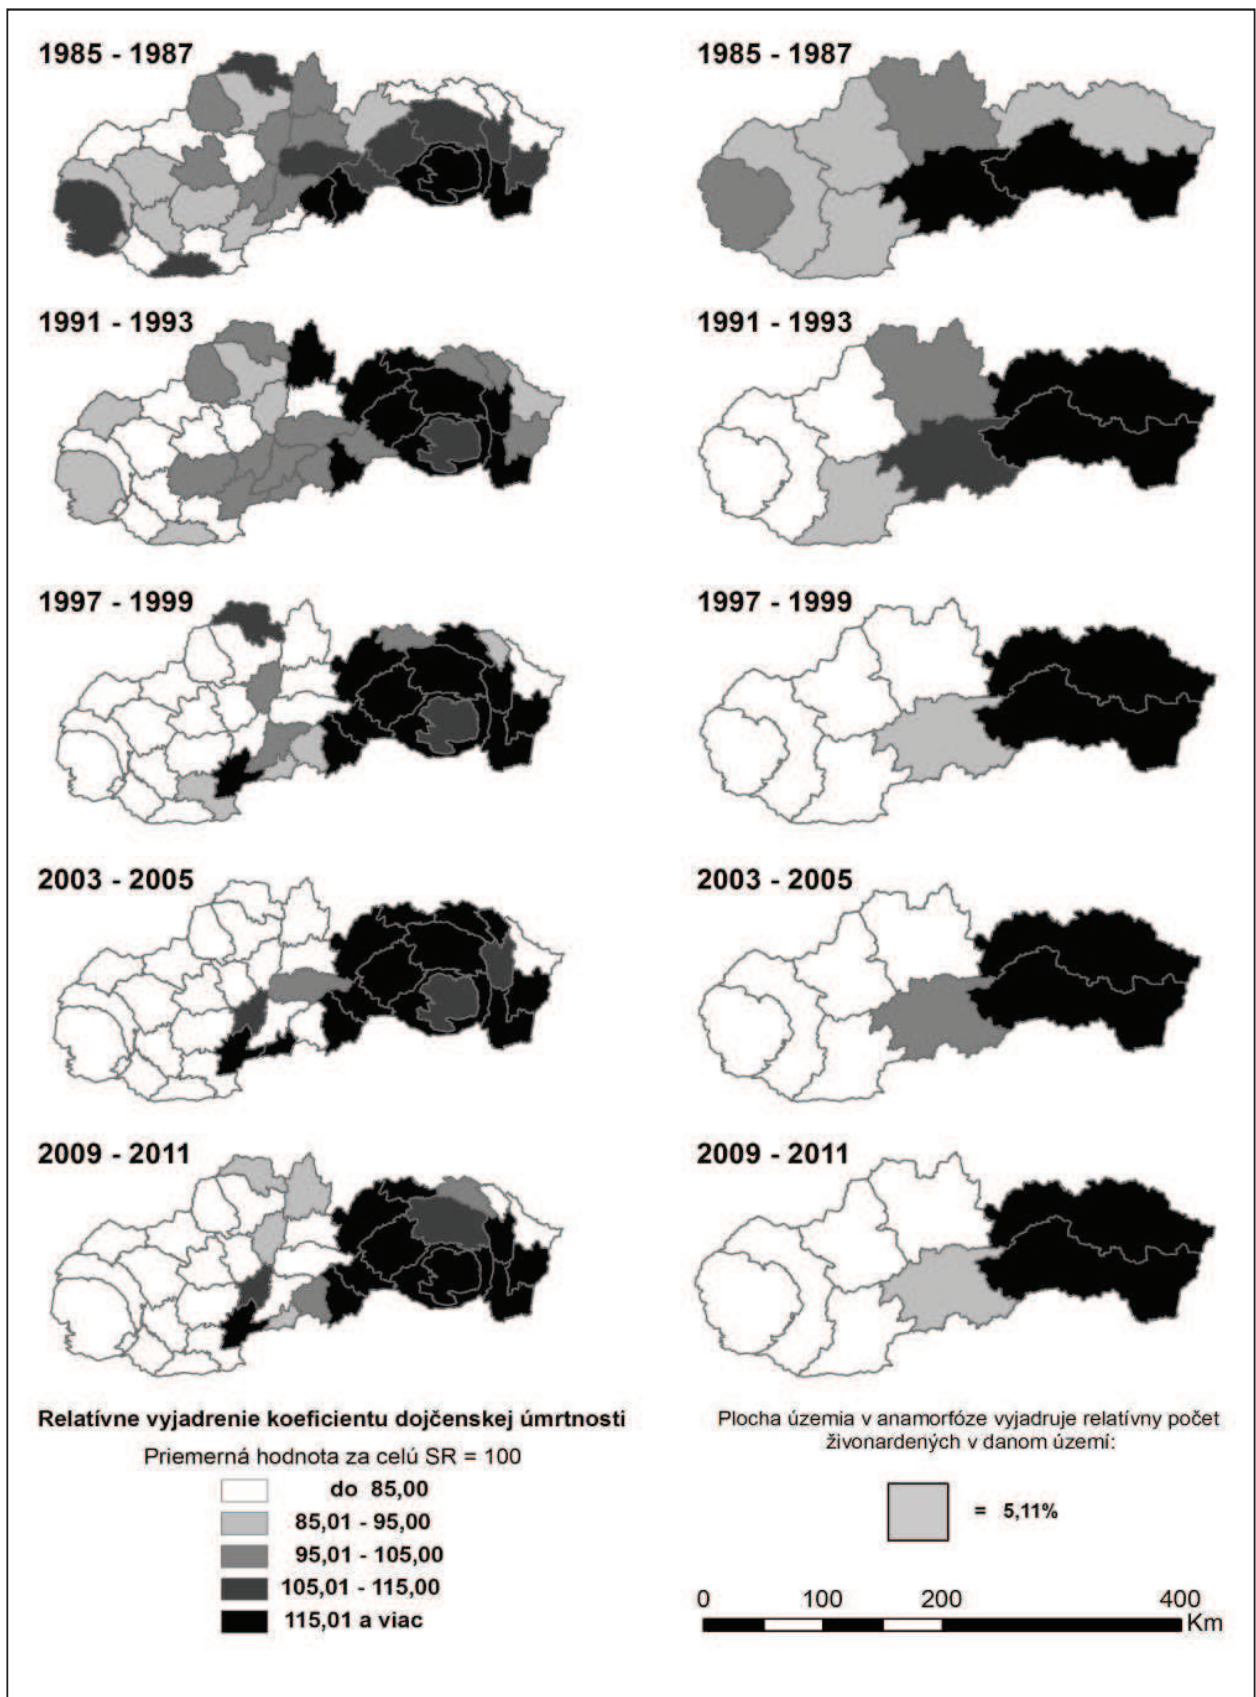 1985 - 1987
1985 - 1987
1991 - 1993
1991 - 1993
1997 - 1999
1997 - 1999
2003 - 2005
2003 - 2005
2009 - 2011
2009 - 2011
Relatívne vyjadrenie koeficientu dojčenskej úmrtnosti
Priemerná hodnota za celú SR = 100
do 85,00
85,01 - 95,00
95,01 - 105,00
105,01 - 115,00
115,01 a viac
Plocha územia v anamorfóze vyjadruje relatívny počet
živonardených v danom území:
= 5,11%
0 100 200 400
Km